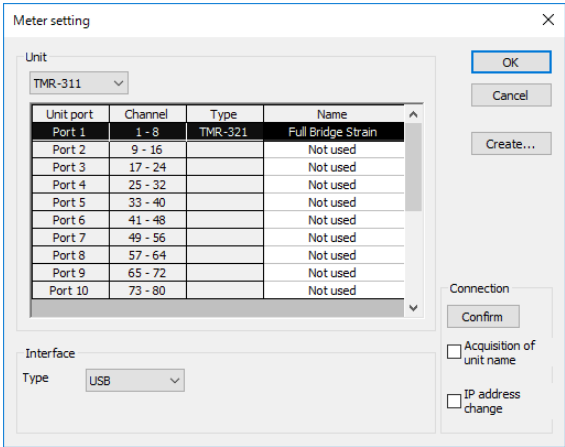 Meter setting
Unit
TMR-311
Unit port Channel Type Name
Port 1 1 - 8 TMR-321 Full Bridge Strain
Port 2 9 - 16 Not used
Port 3 17 - 24 Not used
Port 4 25 - 32 Not used
Port 5 33 - 40 Not used
Port 6 41 - 48 Not used
Port 7 49 - 56 Not used
Port 8 57 - 64 Not used
Port 9 65 - 72 Not used
Port 10 73 - 80 Not used
Interface
Type USB
OK
Cancel
Create...
Connection
Confirm
Acquisition of
unit name
IP address
change